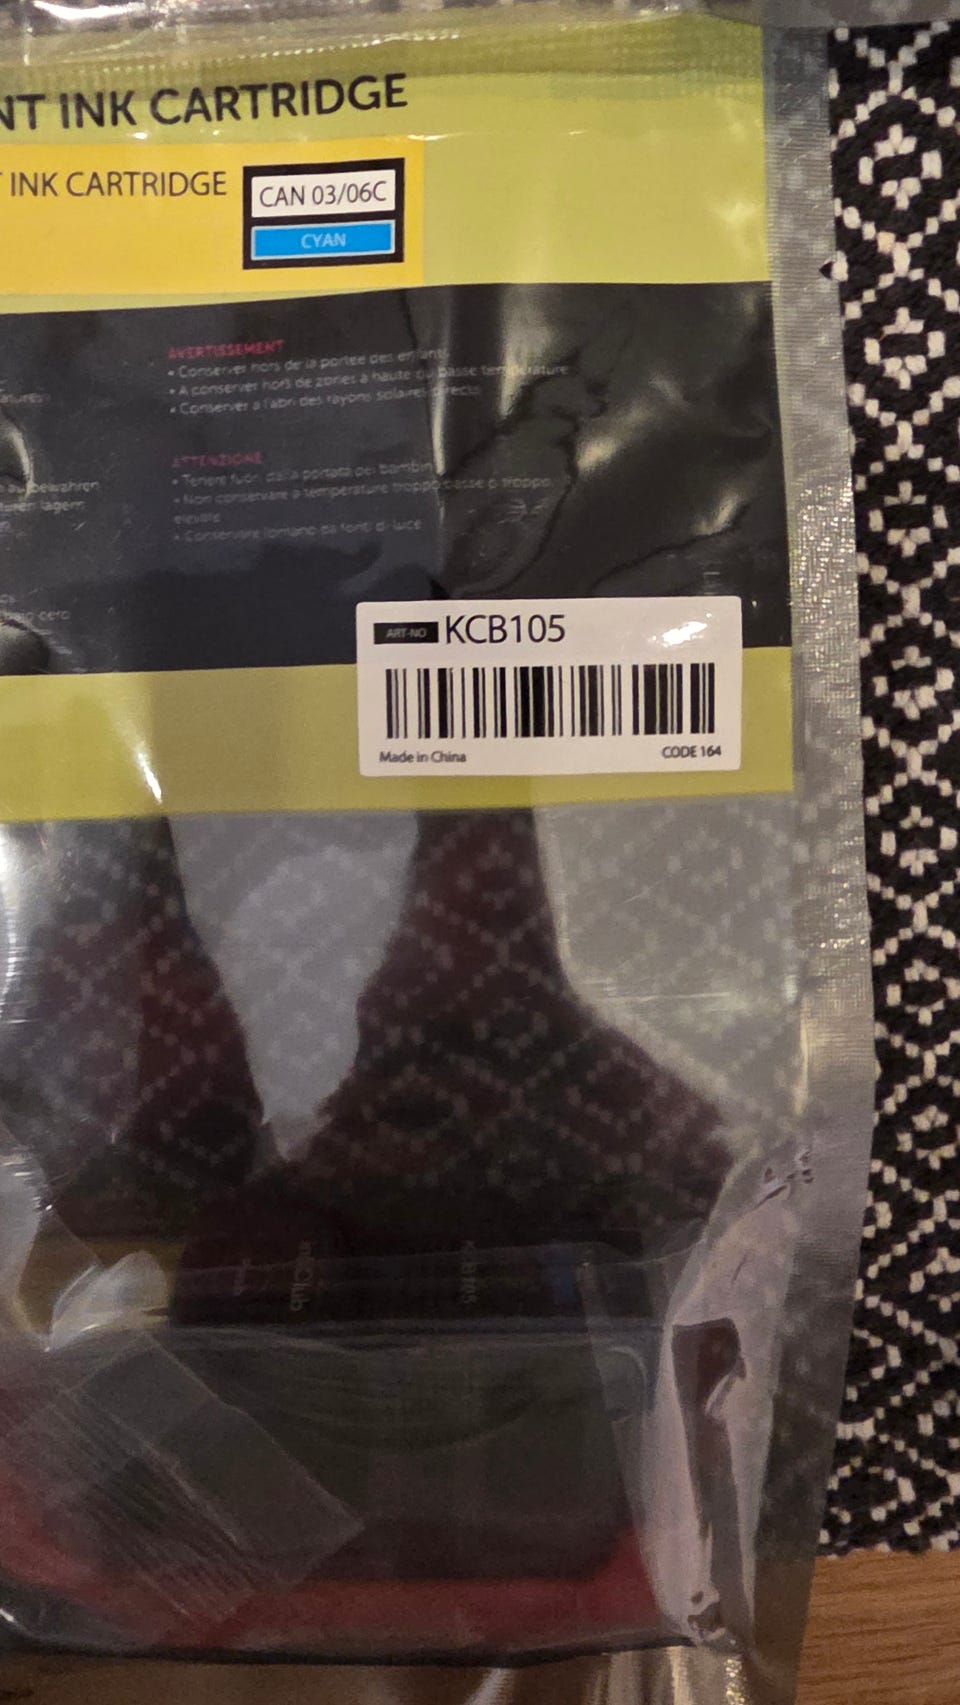 NT INK CARTRIDGE
INK CARTRIDGE
CAN 03/06C
CYAN
AVERTISSEMENT
• Conserver hors de la portée des enfants
• A conserver hors de zones à haute ou basse température
• Conserver à l'abri des rayons solaires directs
ATTENZIONE
• Tenere fuori dalla portata dei bambini
• Non conservare a temperature troppo basse o troppo
elevate
• Conservare lontano da fonti di luce
ART-NO KCB105
Made in China
CODE 164